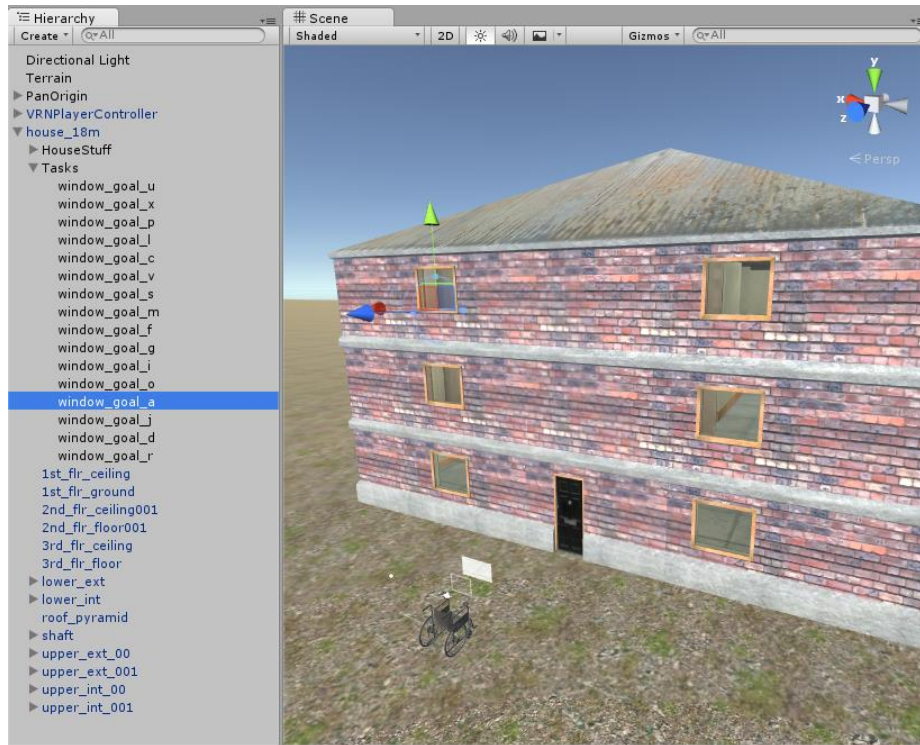 Hierarchy
Create All
Directional Light
Terrain
PanOrigin
VRNPlayerController
house_18m
HouseStuff
Tasks
window_goal_u
window_goal_x
window_goal_p
window_goal_l
window_goal_c
window_goal_v
window_goal_s
window_goal_m
window_goal_f
window_goal_g
window_goal_i
window_goal_o
window_goal_a
window_goal_j
window_goal_d
window_goal_r
1st_flr_ceiling
1st_flr_ground
2nd_flr_ceiling001
2nd_flr_floor001
3rd_flr_ceiling
3rd_flr_floor
lower_ext
lower_int
roof_pyramid
shaft
upper_ext_00
upper_ext_001
upper_int_00
upper_int_001
Scene
Shaded 2D Gizmos All
y
x
z
Persp